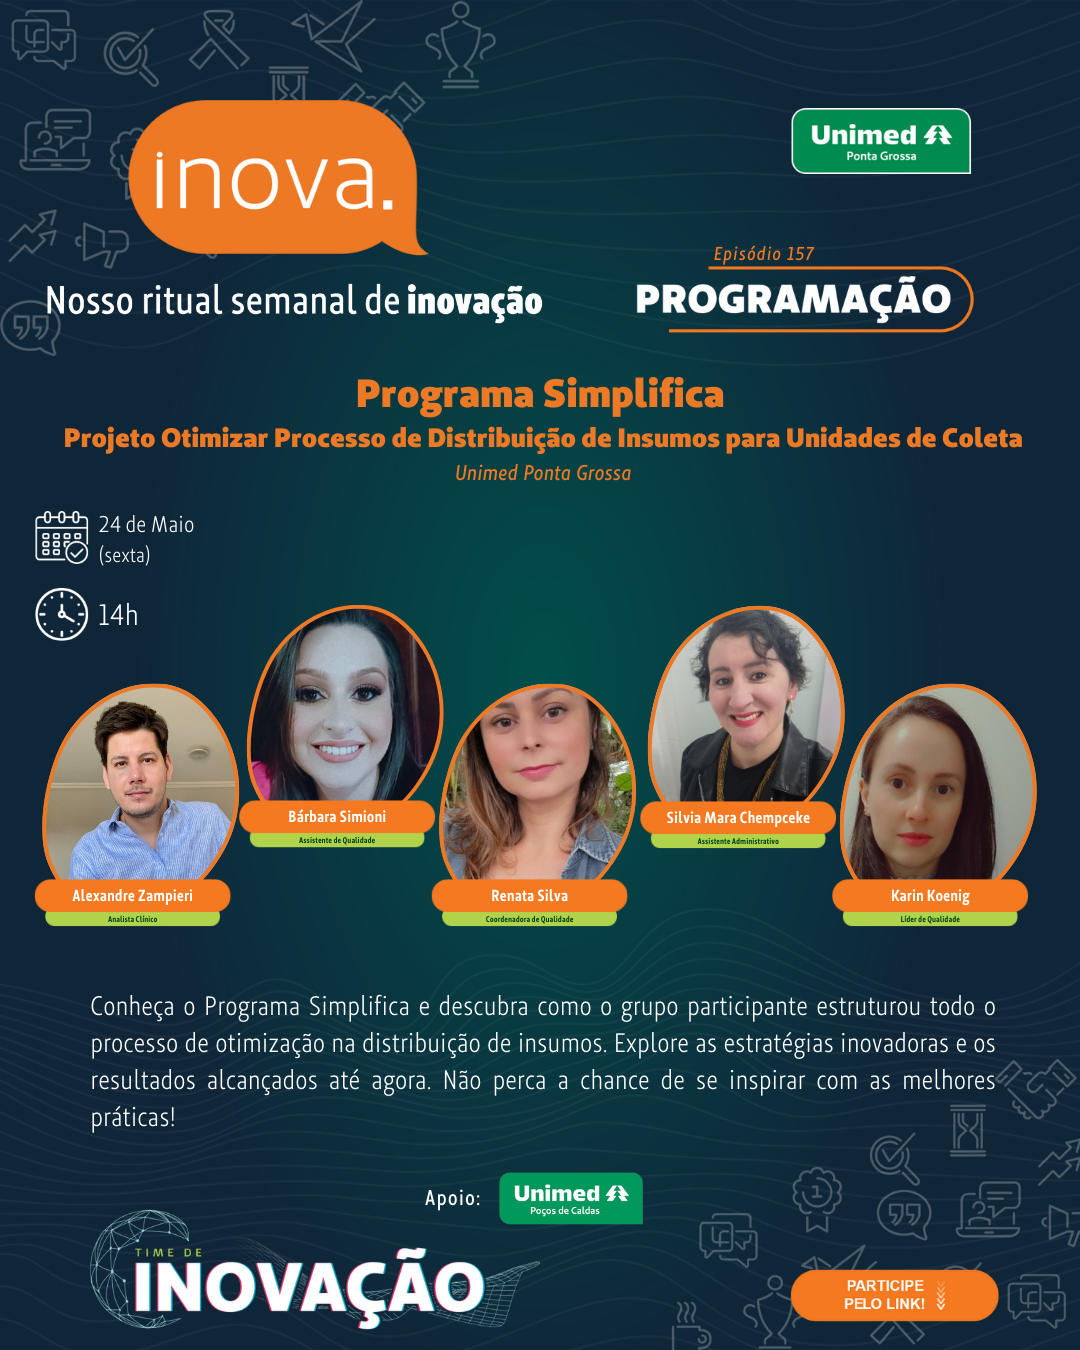 inova.
Unimed
Ponta Grossa
Nosso ritual semanal de inovação
Episódio 157
PROGRAMAÇÃO
Programa Simplifica
Projeto Otimizar Processo de Distribuição de Insumos para Unidades de Coleta
Unimed Ponta Grossa
24 de Maio
(sexta)
14h
Bárbara Simioni
Assistente de Qualidade
Silvia Mara Chempceke
Assistente Administrativo
Alexandre Zampieri
Analista Clínico
Renata Silva
Coordenadora de Qualidade
Karin Koenig
Líder de Qualidade
Conheça o Programa Simplifica e descubra como o grupo participante estruturou todo o
processo de otimização na distribuição de insumos. Explore as estratégias inovadoras e os
resultados alcançados até agora. Não perca a chance de se inspirar com as melhores
práticas!
Apoio:
Unimed
Poços de Caldas
TIME DE
INOVAÇÃO
1
PARTICIPE
PELO LINK!